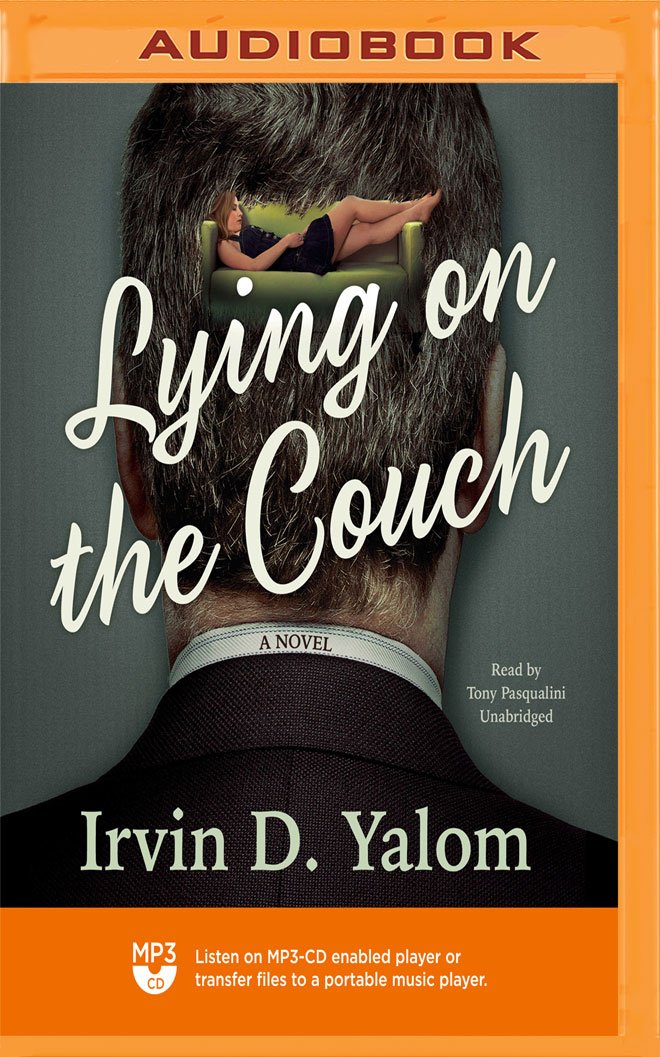 AUDIOBOOK
Lying on
the Couch
A NOVEL
Read by
Tony Pasqualini
Unabridged
Irvin D. Yalom
MP3
CD
Listen on MP3-CD enabled player or
transfer files to a portable music player.